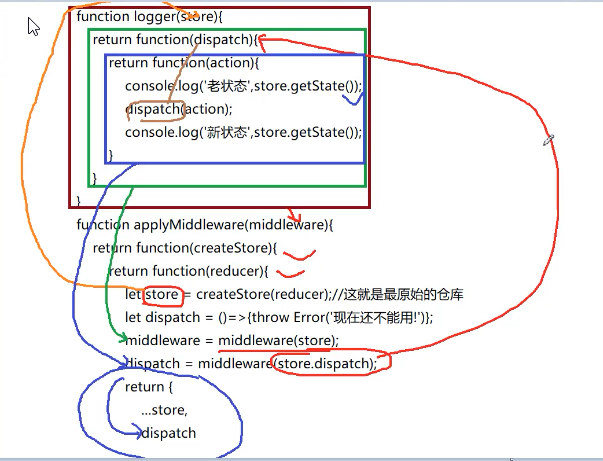 function logger(store){
return function(dispatch){
return function(action){
console.log('老状态',store.getState());
dispatch(action);
console.log('新状态',store.getState());
}
}
}
function applyMiddleware(middleware){
return function(createStore){
return function(reducer){
let store = createStore(reducer);//这就是最原始的仓库
let dispatch = ()=>{throw Error('现在还不能用!')};
middleware = middleware(store);
dispatch = middleware(store.dispatch);
return {
...store,
dispatch